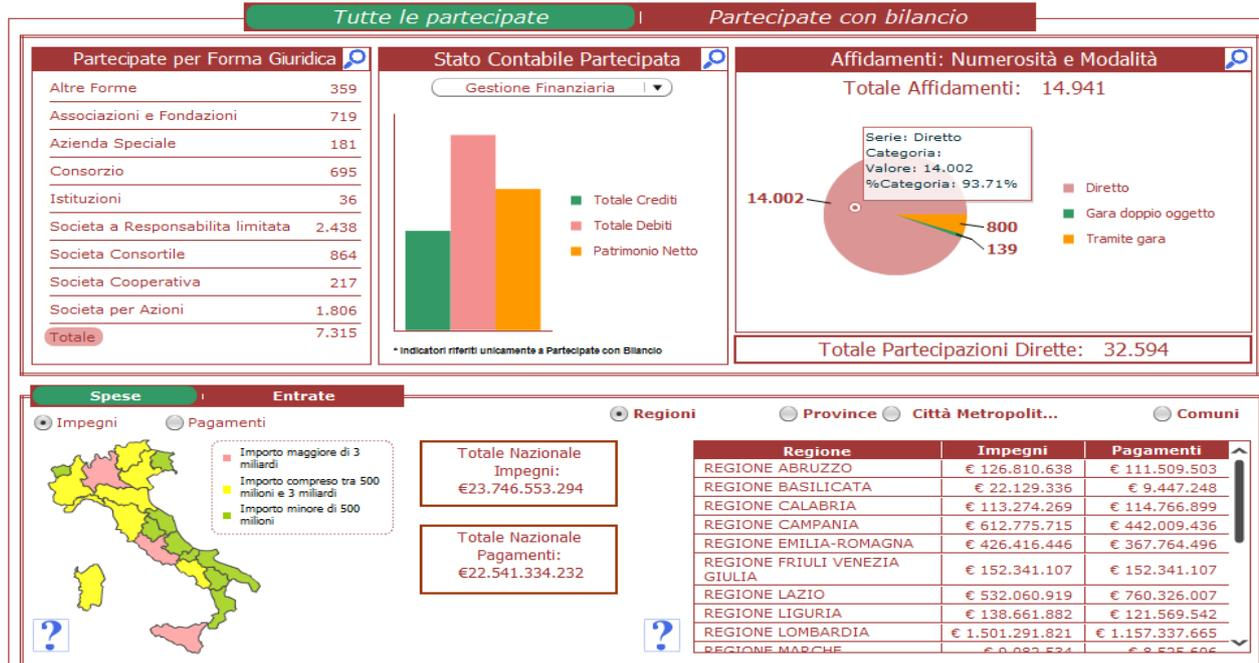 Tutte le partecipate
Partecipate con bilancio
Partecipate per Forma Giuridica
Altre Forme 359
Associazioni e Fondazioni 719
Azienda Speciale 181
Consorzio 695
Istituzioni 36
Societa a Responsabilita limitata 2.438
Societa Consortile 864
Societa Cooperativa 217
Societa per Azioni 1.806
Totale 7.315
Stato Contabile Partecipata
Gestione Finanziaria
Totale Crediti
Totale Debiti
Patrimonio Netto
* Indicatori riferiti unicamente a Partecipate con Bilancio
Affidamenti: Numerosità e Modalità
Totale Affidamenti: 14.941
Serie: Diretto
Categoria:
Valore: 14.002
%Categoria: 93.71%
14.002
800
139
Diretto
Gara doppio oggetto
Tramite gara
Totale Partecipazioni Dirette: 32.594
Spese
Entrate
Impegni
Pagamenti
Importo maggiore di 3
miliardi
Importo compreso tra 500
milioni e 3 miliardi
Importo minore di 500
milioni
?
Totale Nazionale
Impegni:
€23.746.553.294
Totale Nazionale
Pagamenti:
€22.541.334.232
?
Regioni
Province
Città Metropolit...
Comuni
Regione Impegni Pagamenti
REGIONE ABRUZZO € 126.810.638 € 111.509.503
REGIONE BASILICATA € 22.129.336 € 9.447.248
REGIONE CALABRIA € 113.274.269 € 114.766.899
REGIONE CAMPANIA € 612.775.715 € 442.009.436
REGIONE EMILIA-ROMAGNA € 426.416.446 € 367.764.496
REGIONE FRIULI VENEZIA
GIULIA € 152.341.107 € 152.341.107
REGIONE LAZIO € 532.060.919 € 760.326.007
REGIONE LIGURIA € 138.661.882 € 121.569.542
REGIONE LOMBARDIA € 1.501.291.821 € 1.157.337.665
REGIONE MARCHE